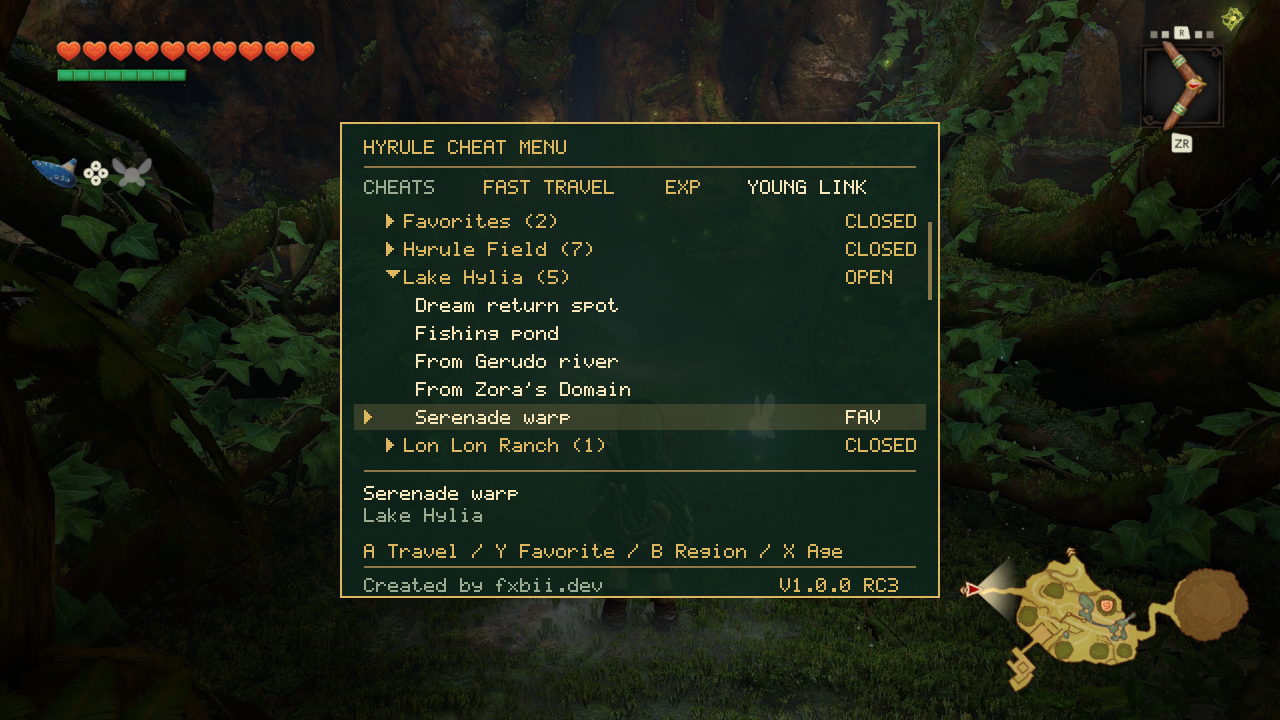 R
ZR
HYRULE CHEAT MENU
CHEATS FAST TRAVEL EXP YOUNG LINK
Favorites (2) CLOSED
Hyrule Field (7) CLOSED
Lake Hylia (5) OPEN
Dream return spot
Fishing pond
From Gerudo river
From Zora's Domain
Serenade warp FAV
Lon Lon Ranch (1) CLOSED
Serenade warp
Lake Hylia
A Travel / Y Favorite / B Region / X Age
Created by fxbii.dev V1.0.0 RC3